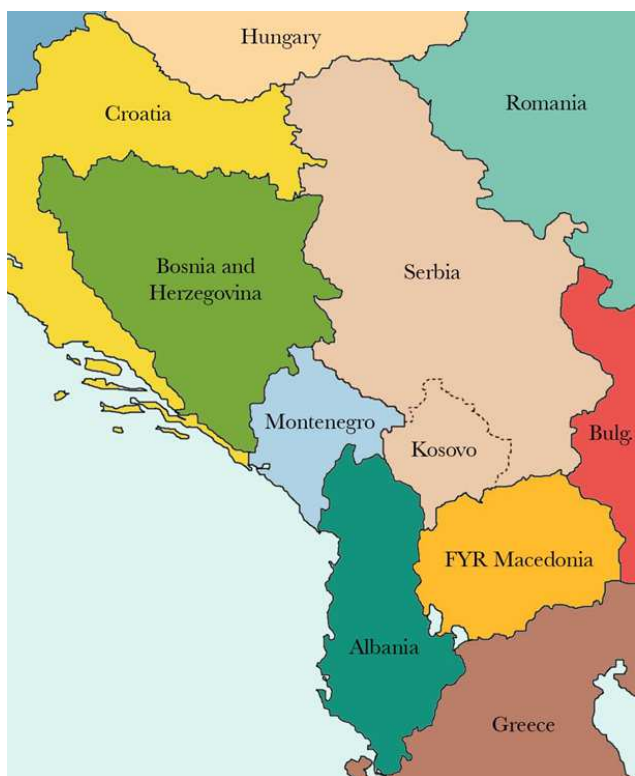 Hungary
Croatia
Romania
Bosnia and
Herzegovina
Serbia
Montenegro
Kosovo
Bulg.
FYR Macedonia
Albania
Greece